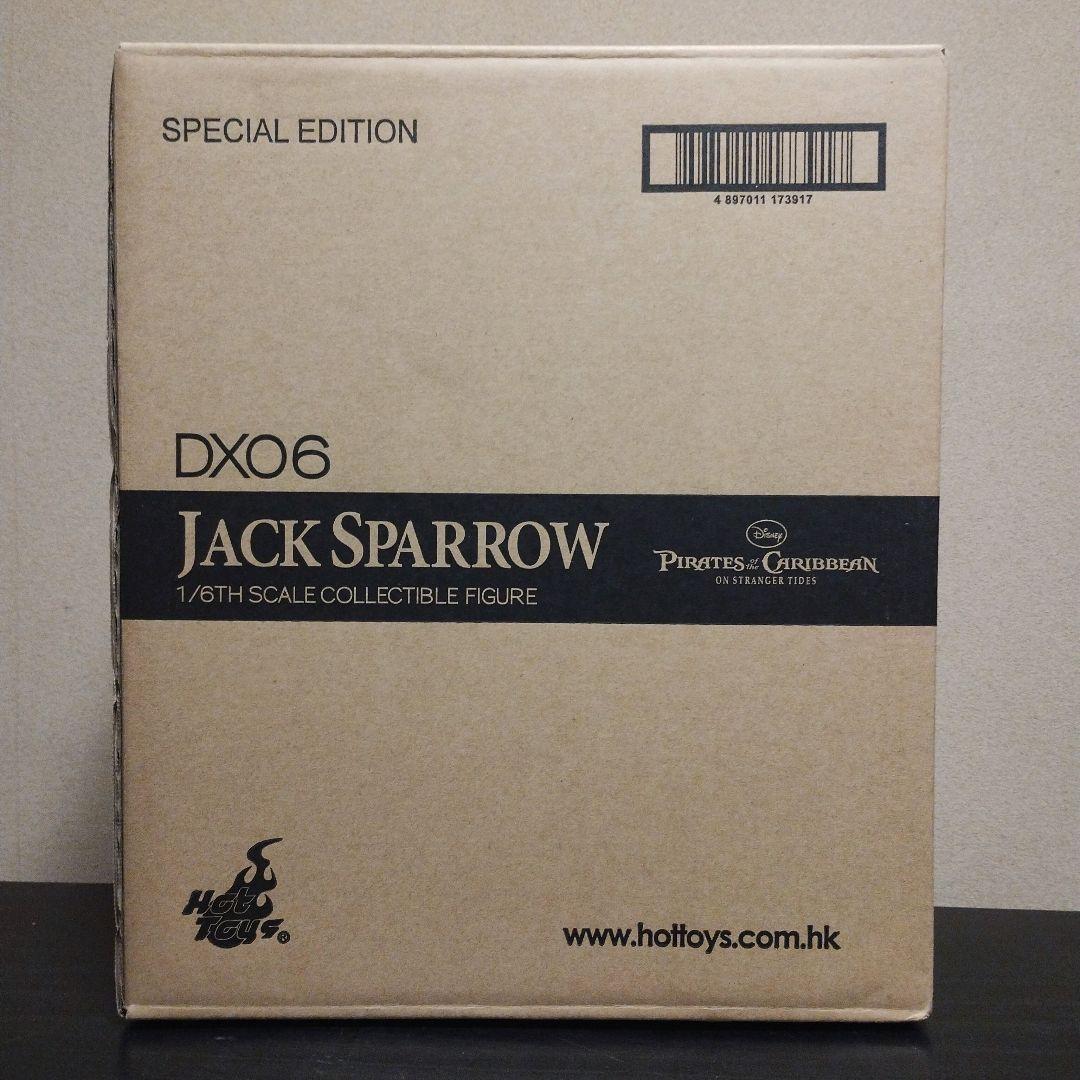 SPECIAL EDITION
4 897011 173917
DX06
JACK SPARROW
1/6TH SCALE COLLECTIBLE FIGURE
Disney
PIRATES of the CARIBBEAN
ON STRANGER TIDES
Hot
Toys®
www.hottoys.com.hk